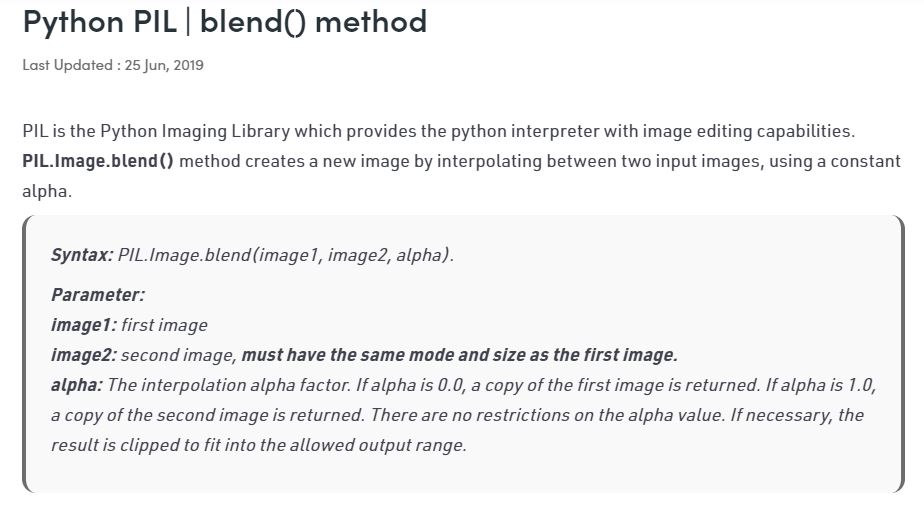 Python PIL | blend() method
Last Updated : 25 Jun, 2019
PIL is the Python Imaging Library which provides the python interpreter with image editing capabilities.
PIL.Image.blend() method creates a new image by interpolating between two input images, using a constant
alpha.
Syntax: PIL.Image.blend(image1, image2, alpha).
Parameter:
image1: first image
image2: second image, must have the same mode and size as the first image.
alpha: The interpolation alpha factor. If alpha is 0.0, a copy of the first image is returned. If alpha is 1.0,
a copy of the second image is returned. There are no restrictions on the alpha value. If necessary, the
result is clipped to fit into the allowed output range.